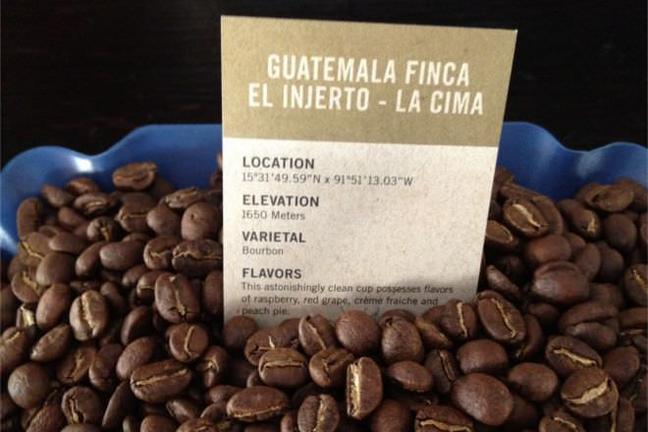 GUATEMALA FINCA
EL INJERTO - LA CIMA
LOCATION
15°31'49.59"N x 91°51'13.03"W
ELEVATION
1650 Meters
VARIETAL
Bourbon
FLAVORS
This astonishingly clean cup possesses flavors
of raspberry, red grape, crème fraiche and
peach pie.